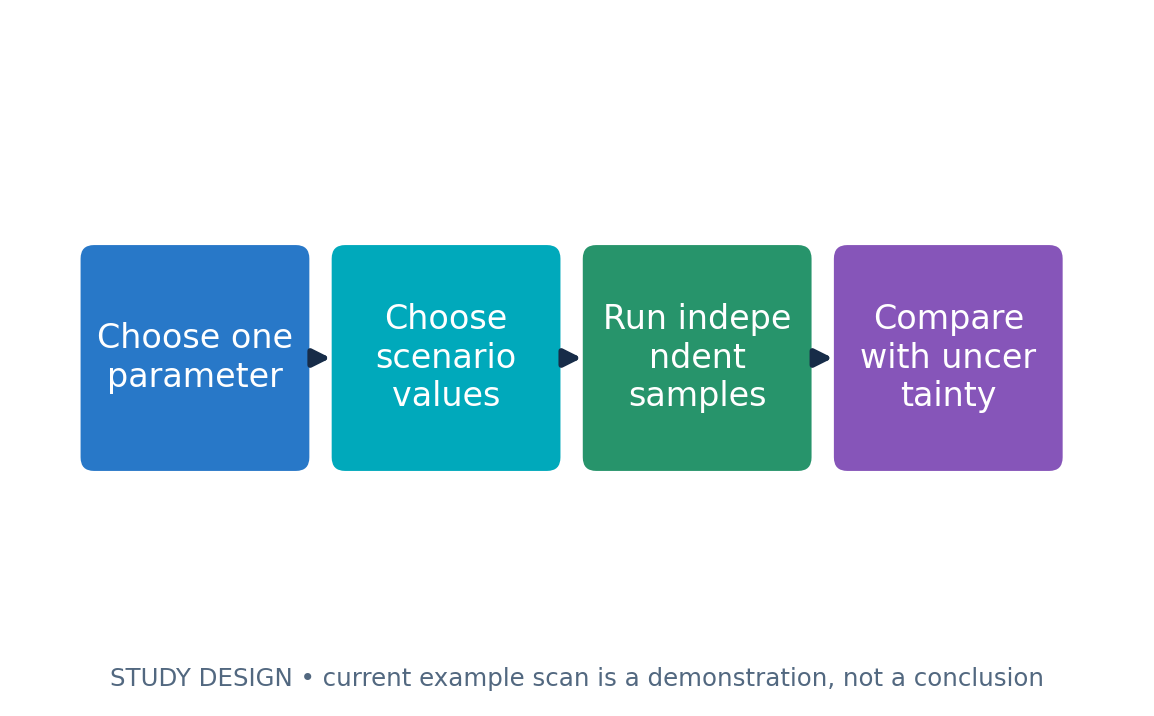 Choose one
parameter
Choose
scenario
values
Run indepe
ndent
samples
Compare
with uncer
tainty
STUDY DESIGN • current example scan is a demonstration, not a conclusion